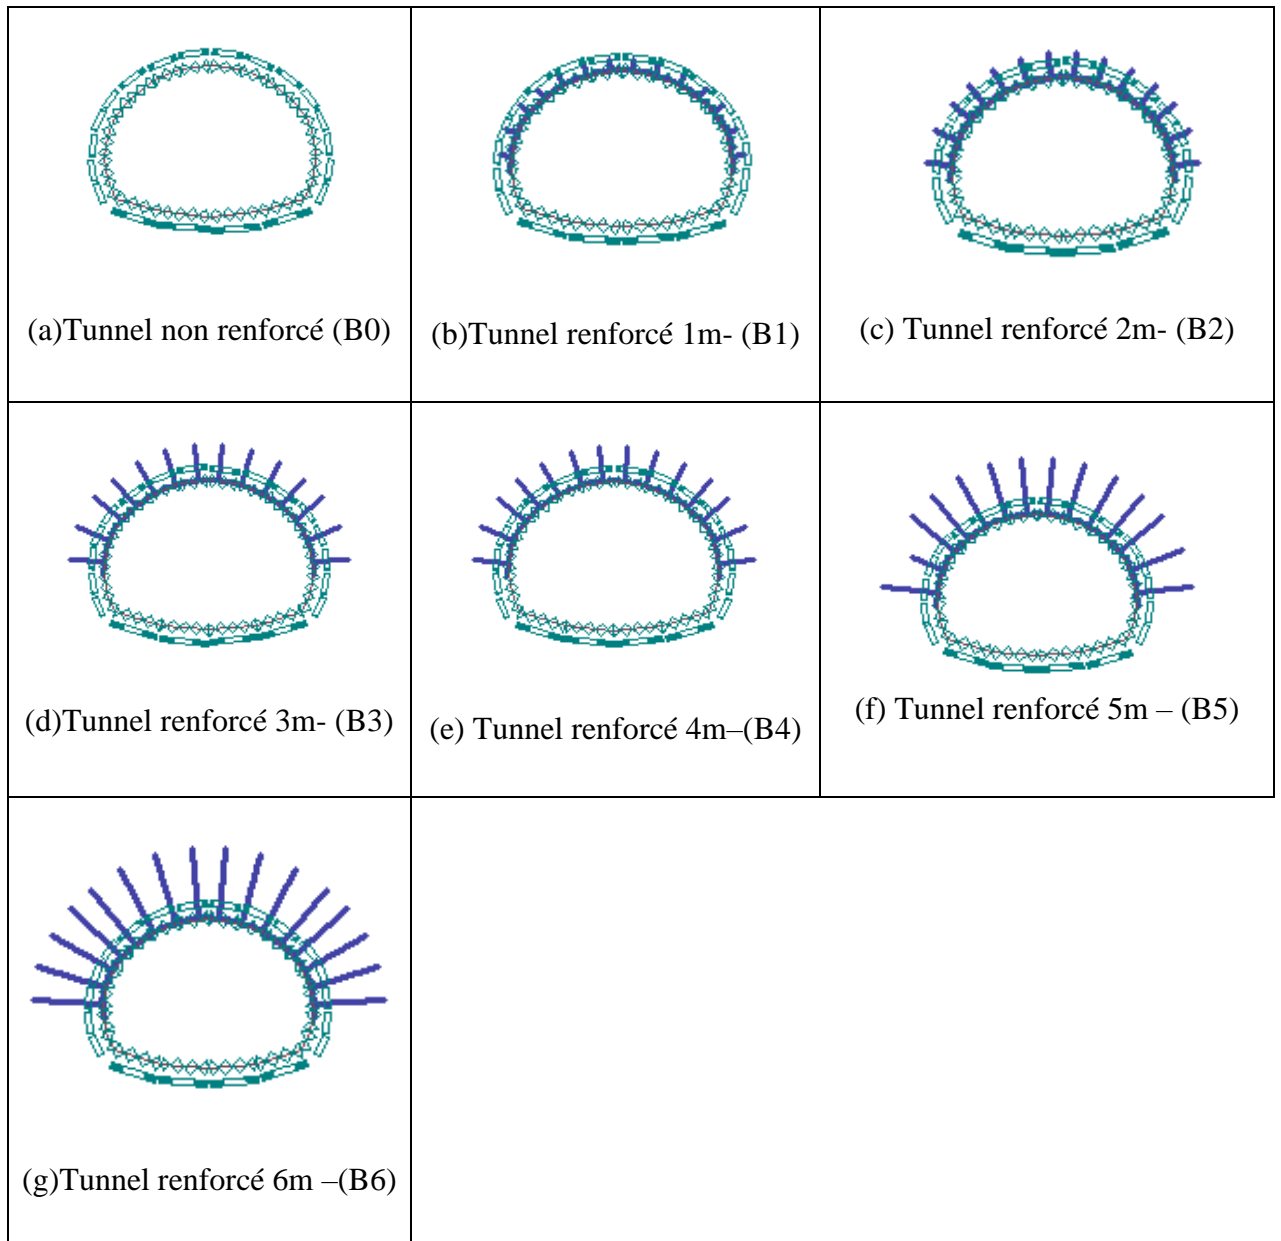 (a)Tunnel non renforcé (B0)
(b)Tunnel renforcé 1m- (B1)
(c) Tunnel renforcé 2m- (B2)
(d)Tunnel renforcé 3m- (B3)
(e) Tunnel renforcé 4m–(B4)
(f) Tunnel renforcé 5m – (B5)
(g)Tunnel renforcé 6m –(B6)